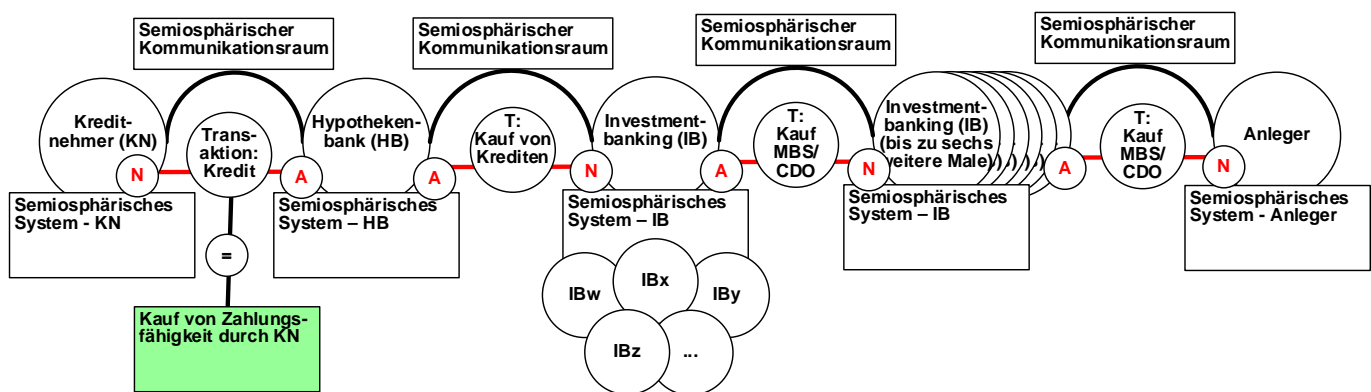 Semiosphärischer
Kommunikationsraum
Semiosphärischer
Kommunikationsraum
Semiosphärischer
Kommunikationsraum
Semiosphärischer
Kommunikationsraum
Kredit-
nehmer (KN)
N
Trans-
aktion:
Kredit
A
Hypotheken-
bank (HB)
A
T:
Kauf von
Krediten
N
Investment-
banking (IB)
A
T:
Kauf
MBS/
CDO
N
Investment-
banking (IB)
(bis zu sechs
weitere Male)
A
T:
Kauf
MBS/
CDO
N
Anleger
Semiosphärisches
System - KN
Semiosphärisches
System – HB
Semiosphärisches
System – IB
Semiosphärisches
System – IB
Semiosphärisches
System - Anleger
=
Kauf von Zahlungs-
fähigkeit durch KN
IBw
IBx
IBy
IBz
...